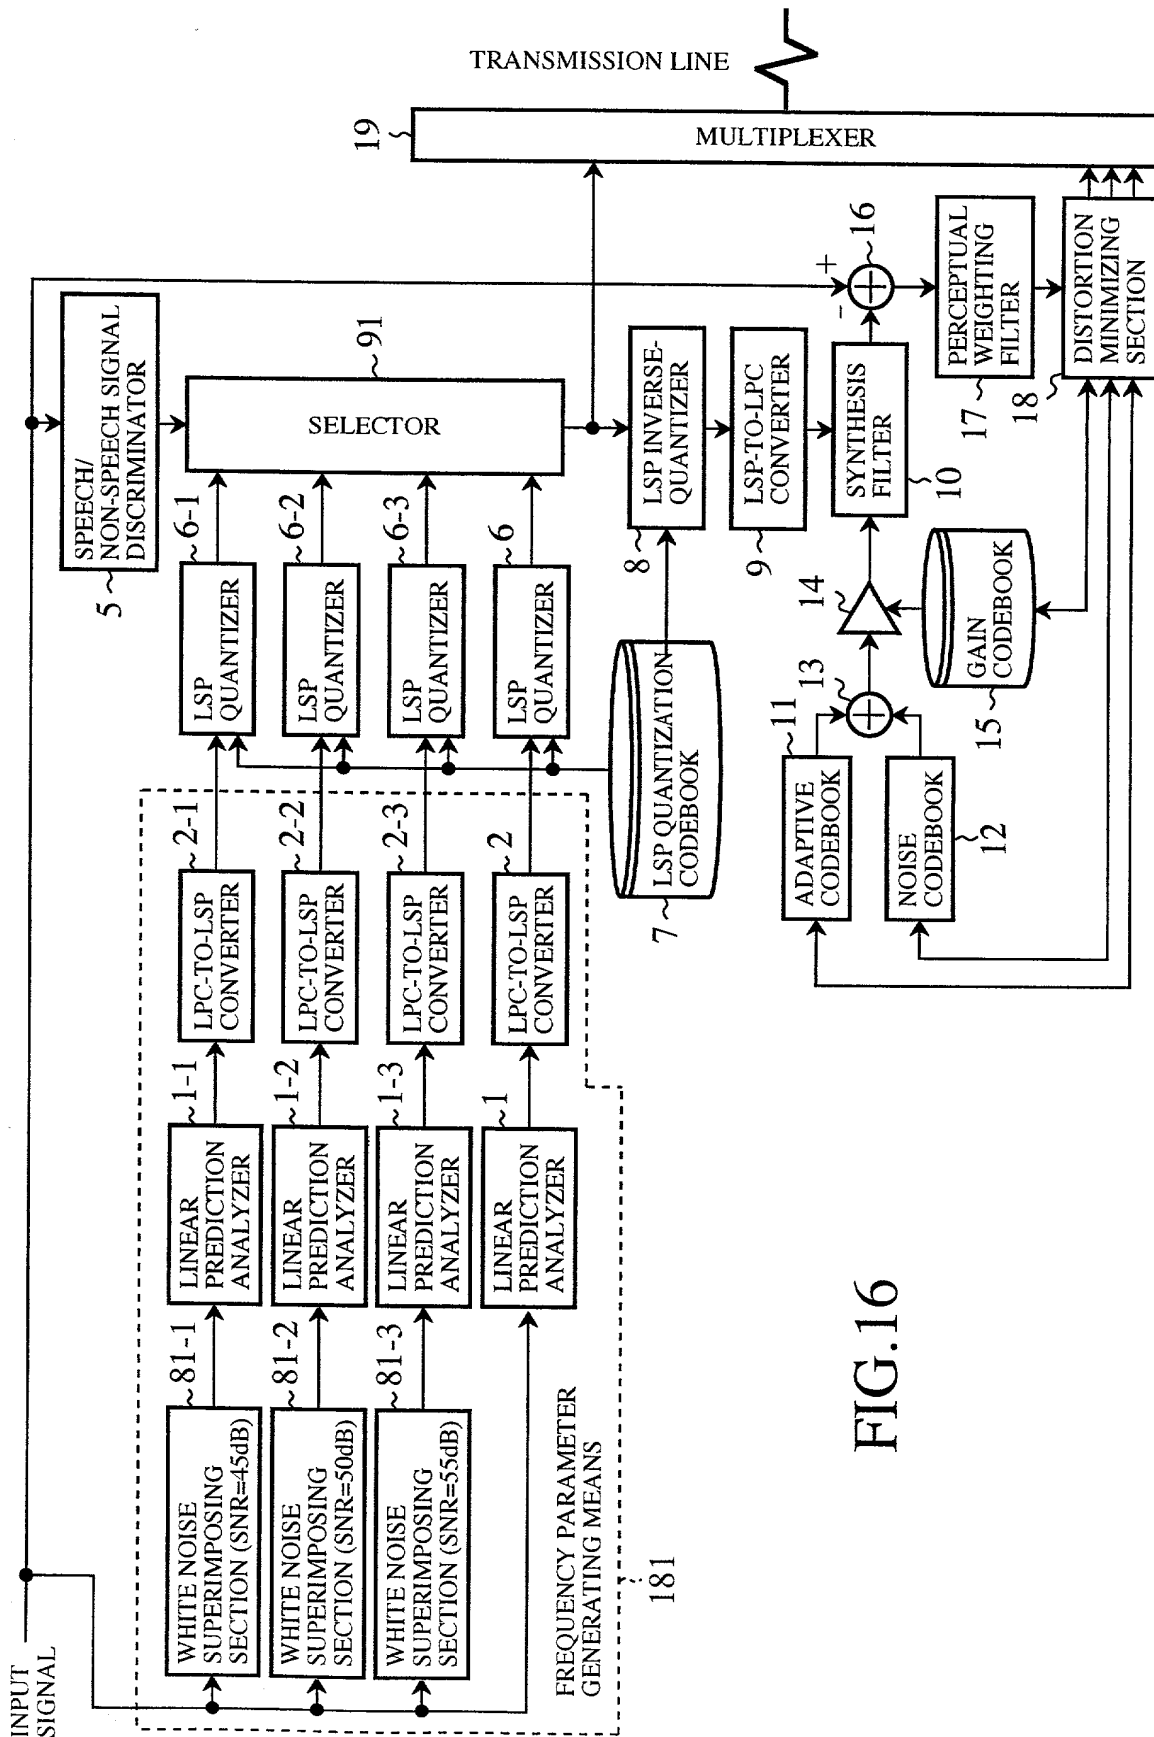 INPUT
SIGNAL
WHITE NOISE
SUPERIMPOSING
SECTION (SNR=45dB)
81-1
LINEAR
PREDICTION
ANALYZER
1-1
LPC-TO-LSP
CONVERTER
2-1
LSP
QUANTIZER
6-1
WHITE NOISE
SUPERIMPOSING
SECTION (SNR=50dB)
81-2
LINEAR
PREDICTION
ANALYZER
1-2
LPC-TO-LSP
CONVERTER
2-2
LSP
QUANTIZER
6-2
WHITE NOISE
SUPERIMPOSING
SECTION (SNR=55dB)
81-3
LINEAR
PREDICTION
ANALYZER
1-3
LPC-TO-LSP
CONVERTER
2-3
LSP
QUANTIZER
6-3
LINEAR
PREDICTION
ANALYZER
1
LPC-TO-LSP
CONVERTER
2
LSP
QUANTIZER
6
FREQUENCY PARAMETER
GENERATING MEANS
181
SPEECH/
NON-SPEECH SIGNAL
DISCRIMINATOR
5
SELECTOR
91
LSP QUANTIZATION
CODEBOOK
7
LSP INVERSE-
QUANTIZER
8
LSP-TO-LPC
CONVERTER
9
SYNTHESIS
FILTER
10
ADAPTIVE
CODEBOOK
11
NOISE
CODEBOOK
12
13
14
GAIN
CODEBOOK
15
+
-
16
PERCEPTUAL
WEIGHTING
FILTER
17
DISTORTION
MINIMIZING
SECTION
18
MULTIPLEXER
19
TRANSMISSION LINE
FIG.16